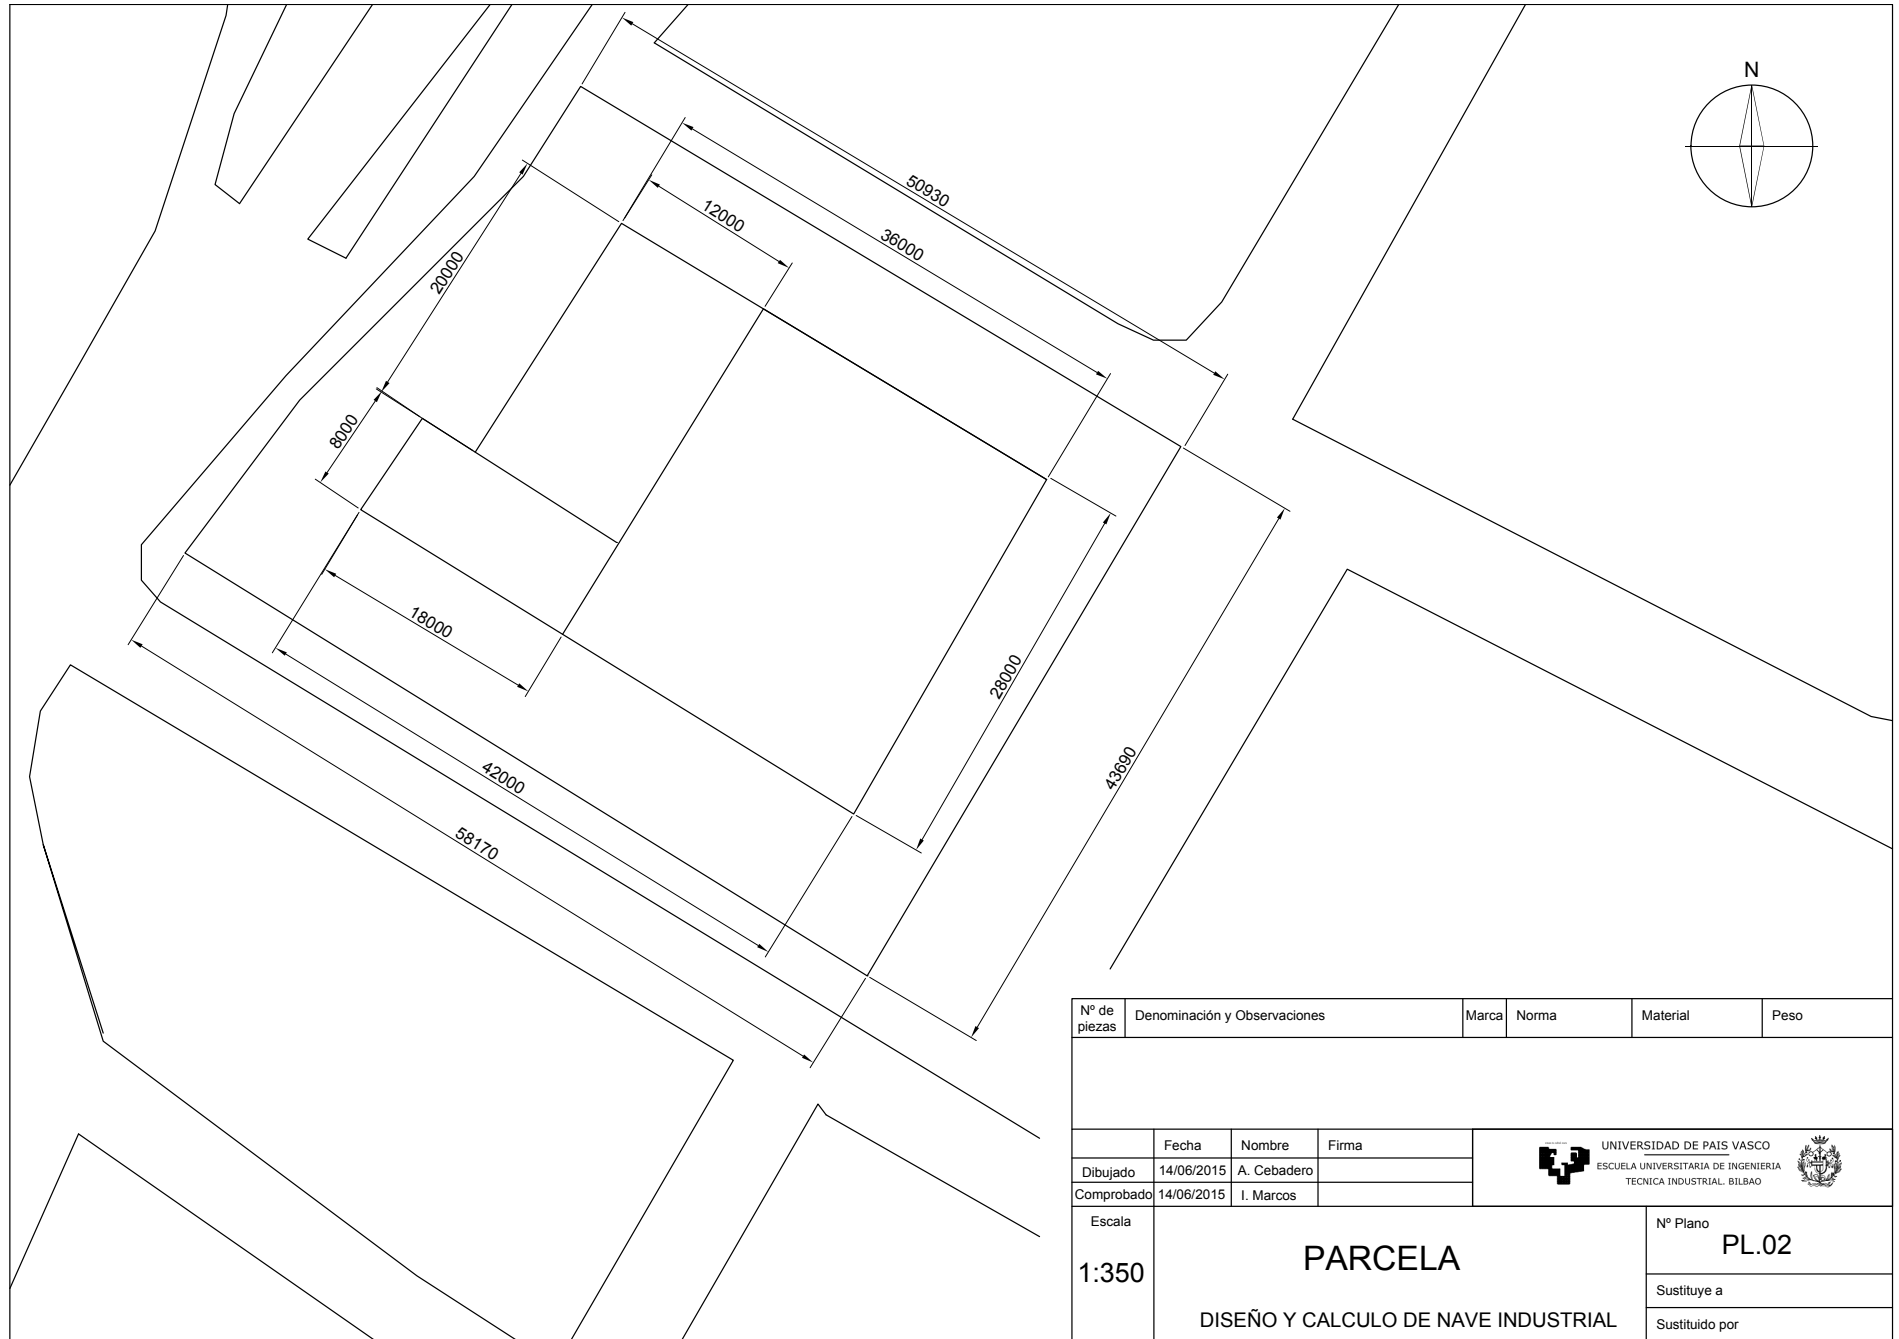 N
50930
12000
36000
20000
8000
18000
28000
43690
42000
58170
Nº de piezas Denominación y Observaciones Marca Norma Material Peso
Fecha Nombre Firma
Dibujado 14/06/2015 A. Cebadero
Comprobado 14/06/2015 I. Marcos
UNIVERSIDAD DE PAIS VASCO
ESCUELA UNIVERSITARIA DE INGENIERIA
TECNICA INDUSTRIAL. BILBAO
Escala
1:350
PARCELA
DISEÑO Y CALCULO DE NAVE INDUSTRIAL
Nº Plano
PL.02
Sustituye a
Sustituido por